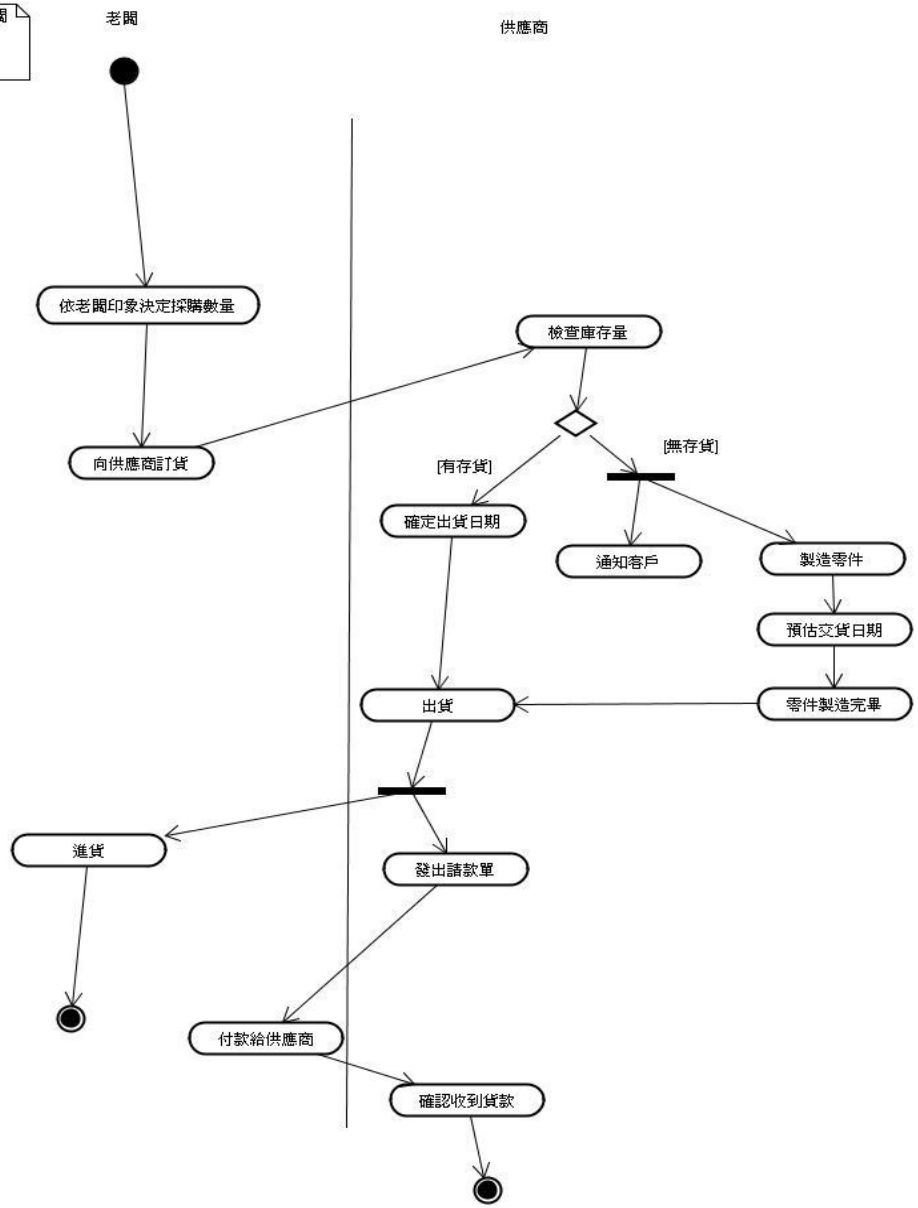 闆
老闆
供應商
依老闆印象決定採購數量
檢查庫存量
向供應商訂貨
[有存貨]
[無存貨]
確定出貨日期
通知客戶
製造零件
預估交貨日期
出貨
零件製造完畢
進貨
發出請款單
付款給供應商
確認收到貨款